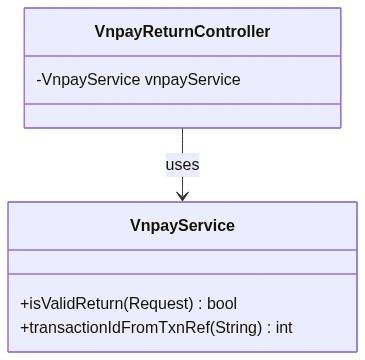 VnpayReturnController
-VnpayService vnpayService
uses
VnpayService
+isValidReturn(Request) : bool
+transactionIdFromTxnRef(String) : int